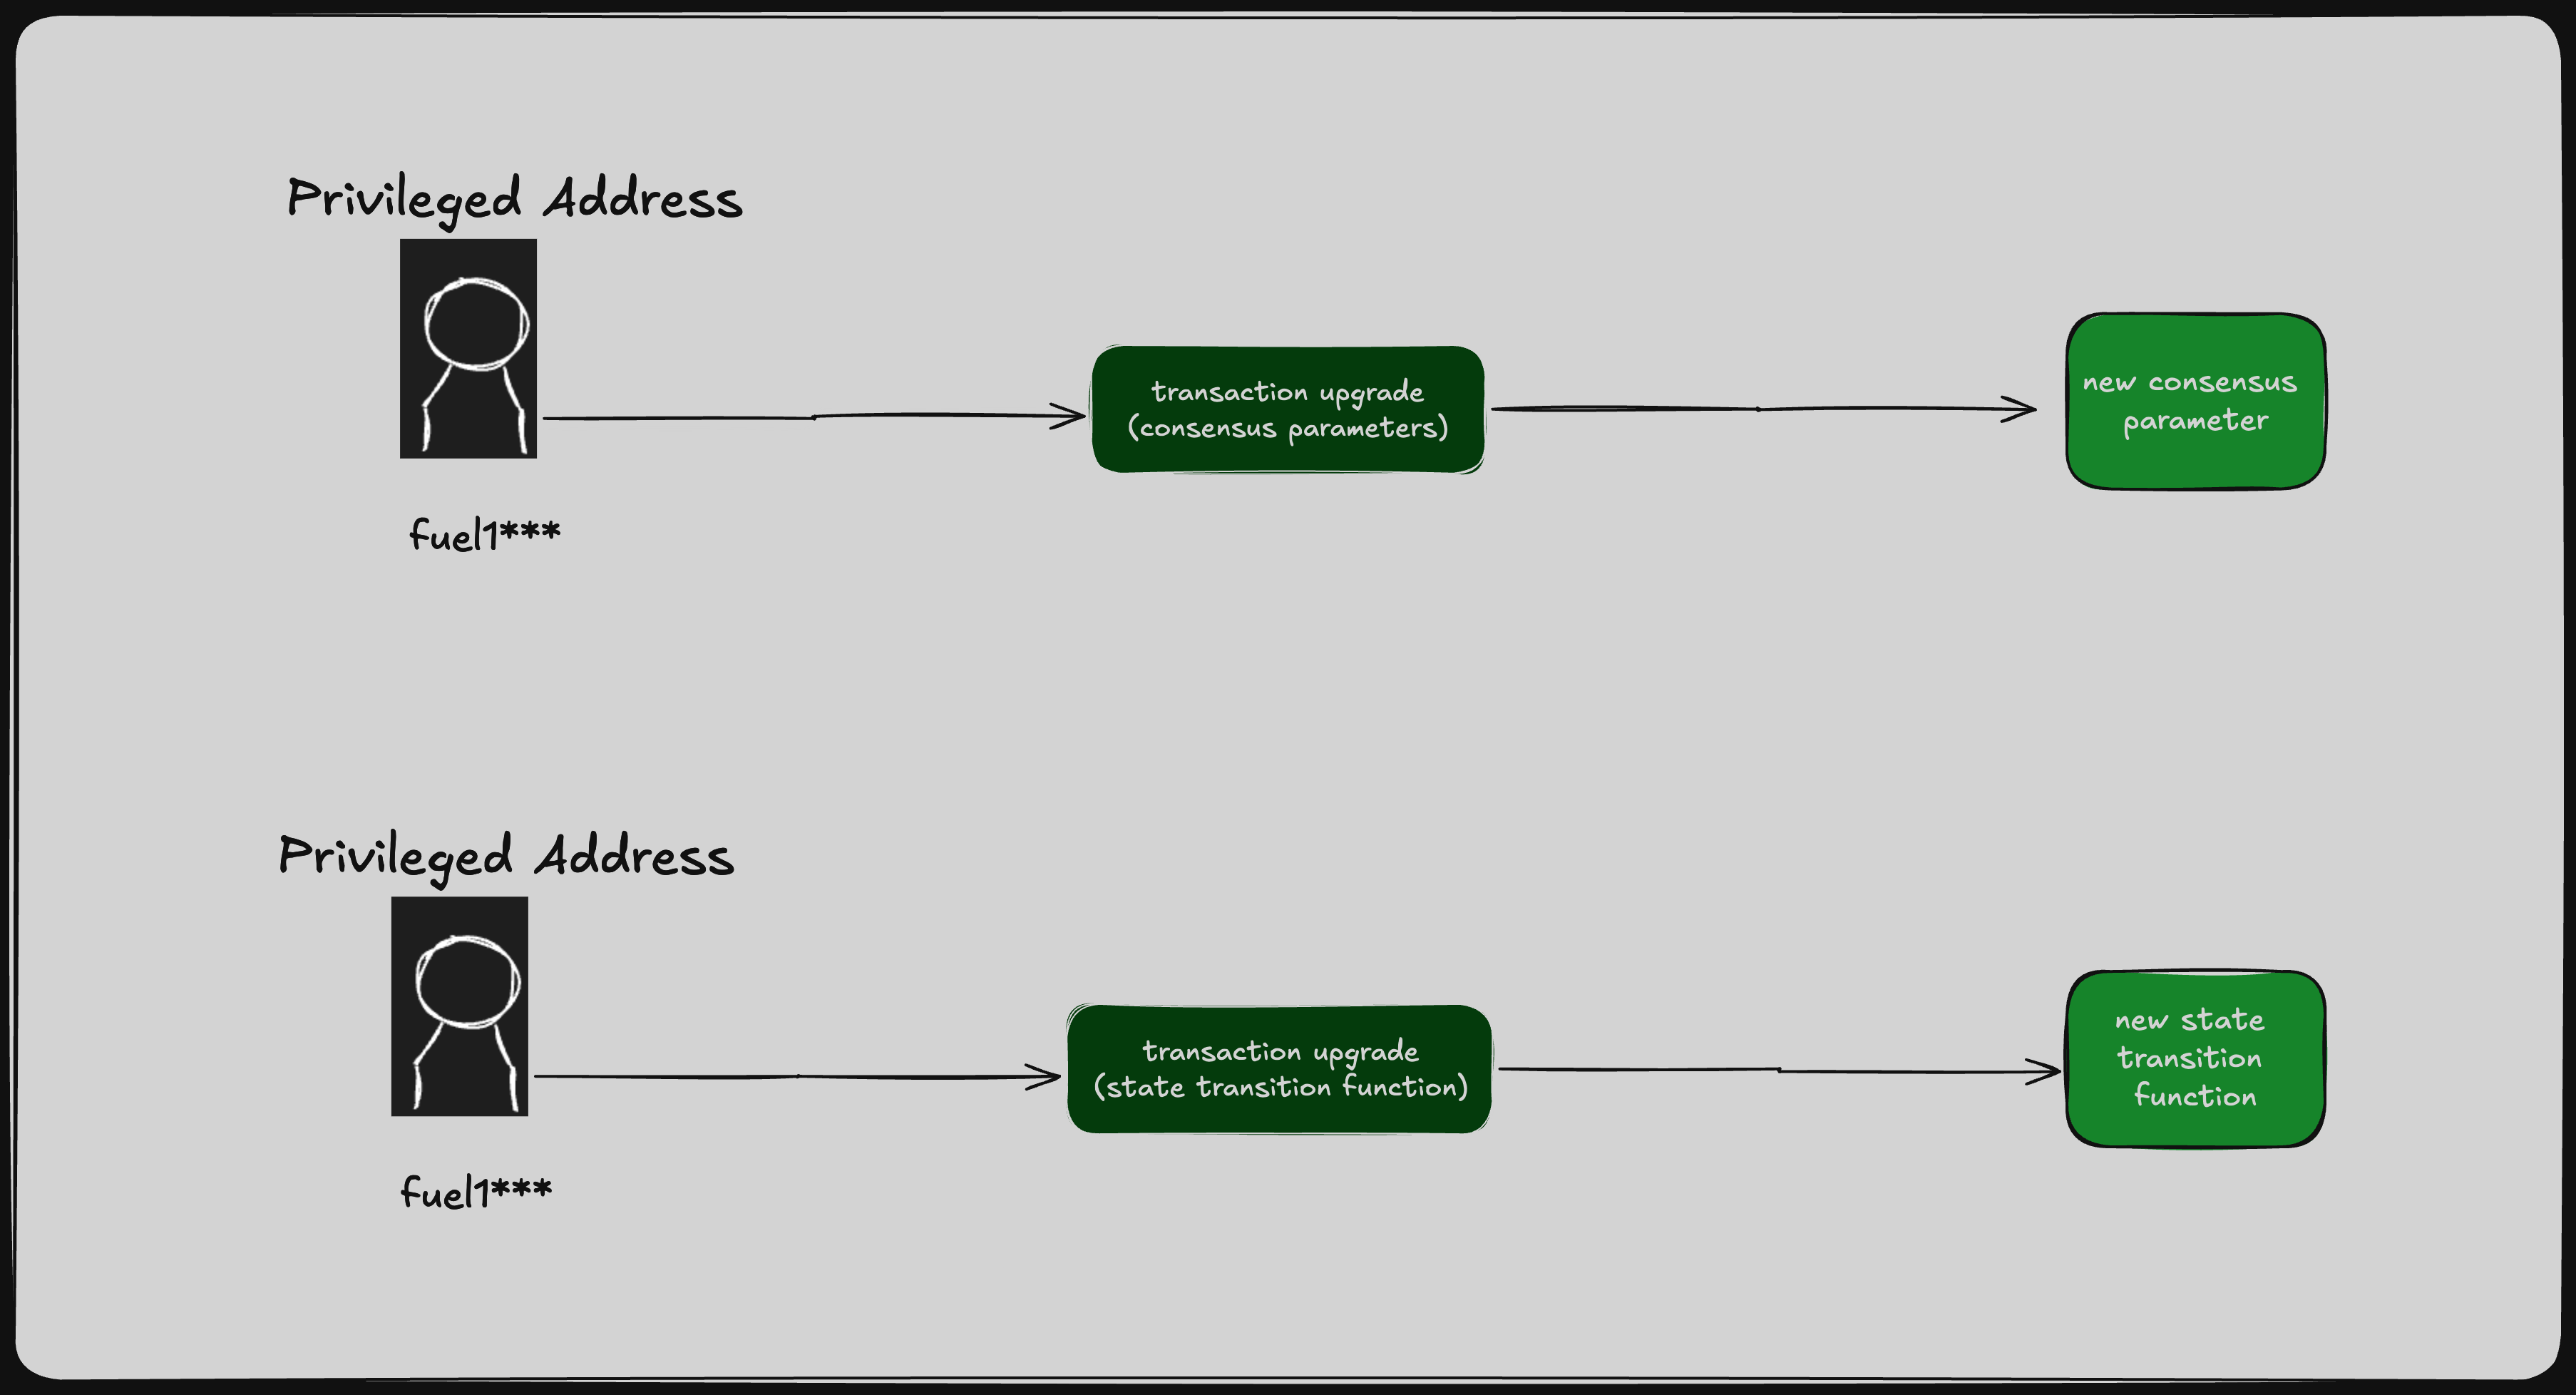 Privileged Address
transaction upgrade
(consensus parameters)
new consensus
parameter
fuel1***
Privileged Address
transaction upgrade
(state transition function)
new state
transition
function
fuel1***